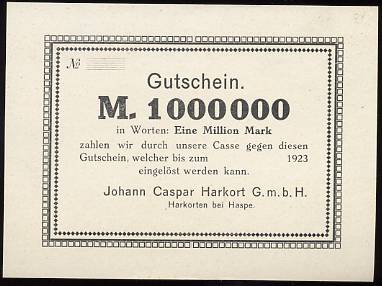 №
Gutschein.
M. 1000000
in Worten: Eine Million Mark
zahlen wir durch unsere Casse gegen diesen
Gutschein, welcher bis zum 1923
eingelöst werden kann.
Johann Caspar Harkort G.m.b.H.
Harkorten bei Haspe.